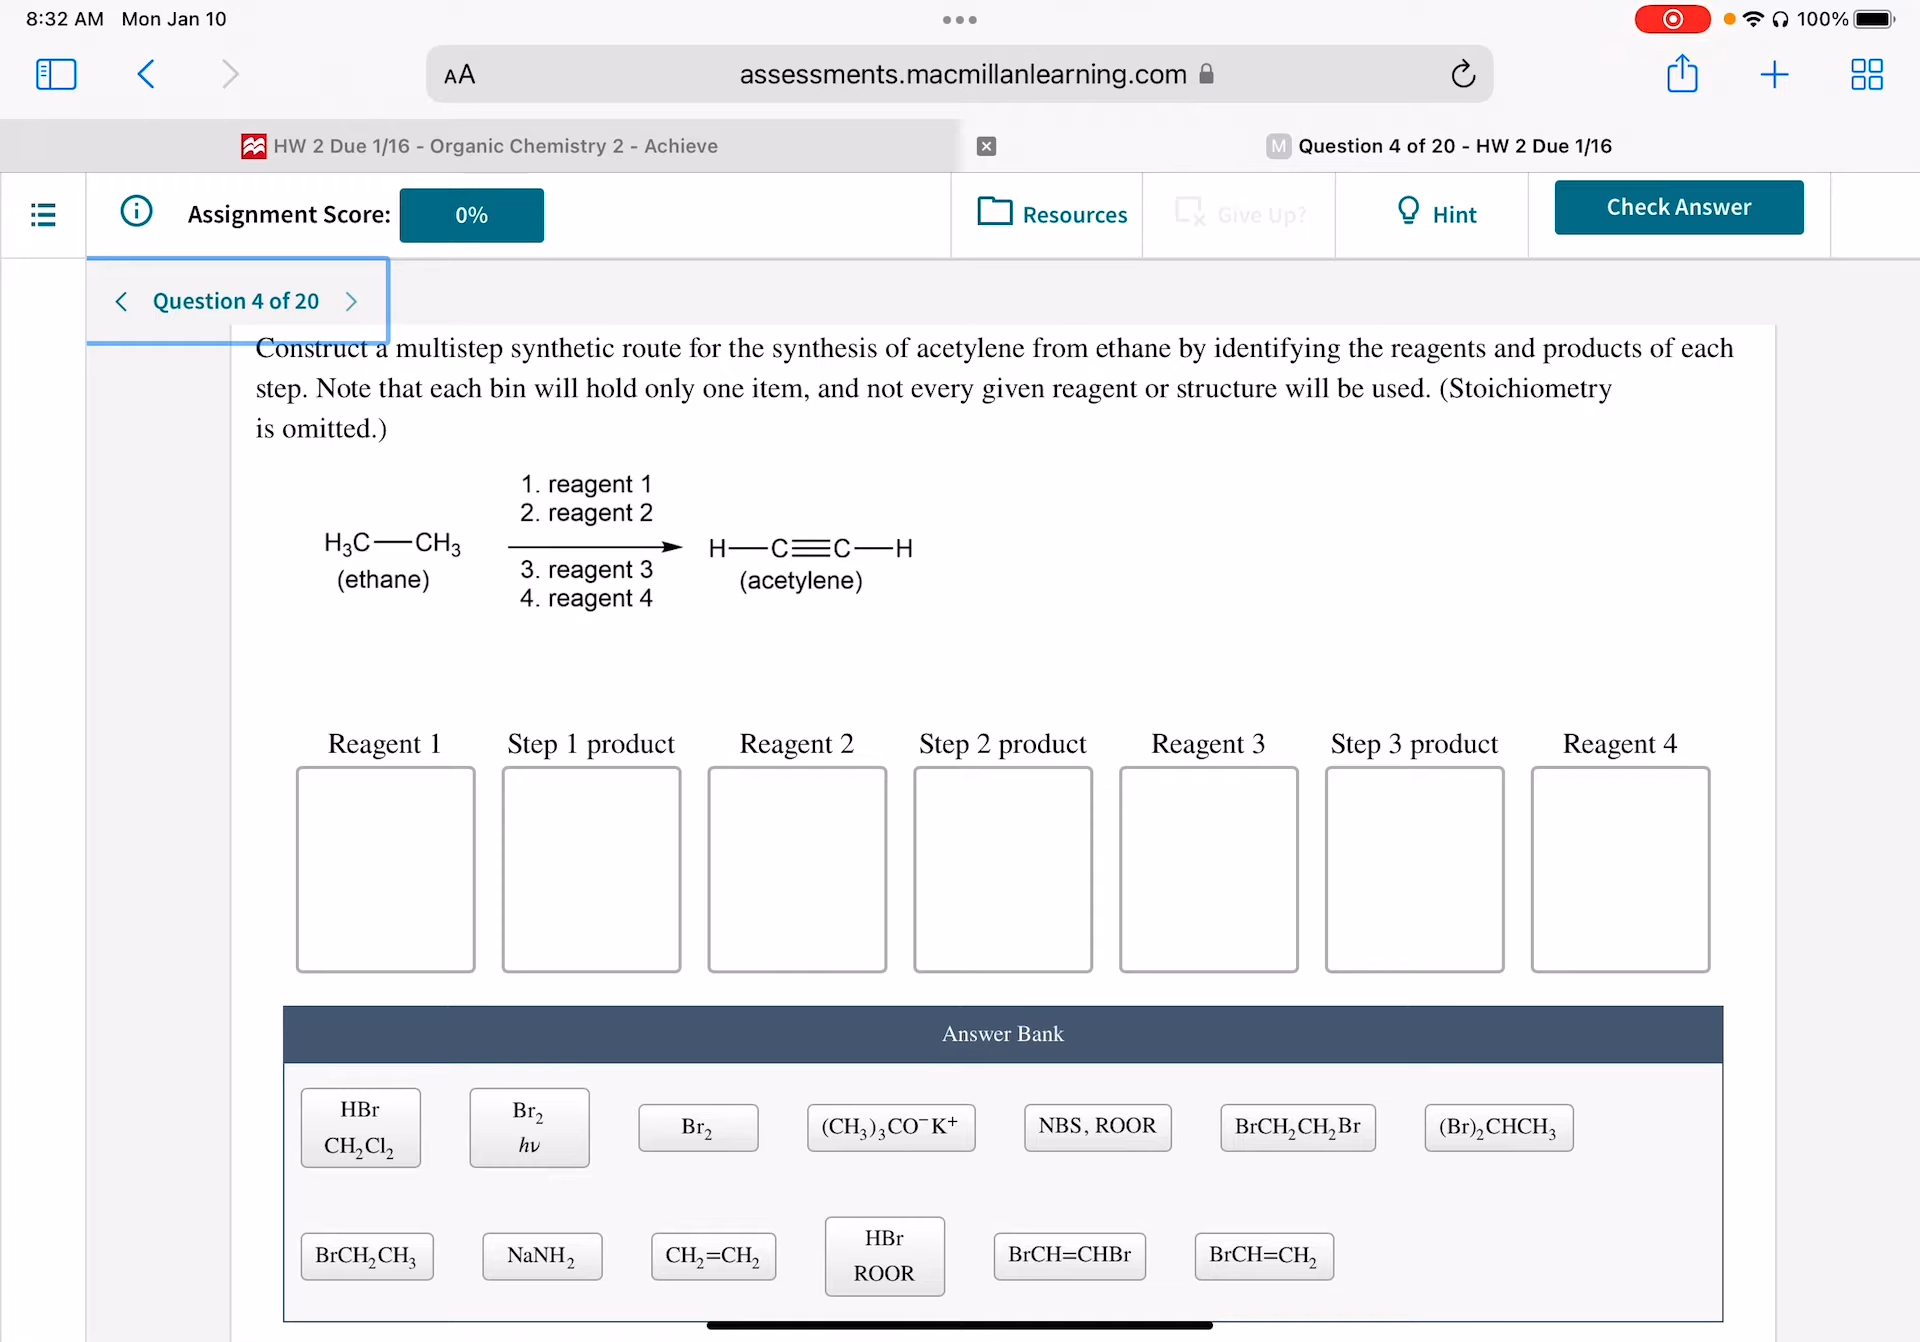 8:32 AM Mon Jan 10
100%
AA
assessments.macmillanlearning.com
HW 2 Due 1/16 - Organic Chemistry 2 - Achieve
M Question 4 of 20 - HW 2 Due 1/16
Assignment Score: 0%
Resources
Give Up?
Hint
Check Answer
Question 4 of 20
Construct a multistep synthetic route for the synthesis of acetylene from ethane by identifying the reagents and products of each
step. Note that each bin will hold only one item, and not every given reagent or structure will be used. (Stoichiometry
is omitted.)
1. reagent 1
2. reagent 2
H₃C—CH₃
H—C≡C—H
3. reagent 3
4. reagent 4
(ethane)
(acetylene)
Reagent 1 Step 1 product Reagent 2 Step 2 product Reagent 3 Step 3 product Reagent 4
Answer Bank
HBr
CH₂Cl₂
Br₂
hν
Br₂
(CH₃)₃CO⁻K⁺
NBS, ROOR
BrCH₂CH₂Br
(Br)₂CHCH₃
BrCH₂CH₃
NaNH₂
CH₂=CH₂
HBr
ROOR
BrCH=CHBr
BrCH=CH₂